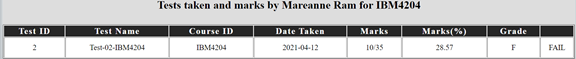 Tests taken and marks by Mareanne Ram for IBM4204
Test ID Test Name Course ID Date Taken Marks Marks(%) Grade
2 Test-02-IBM4204 IBM4204 2021-04-12 10/35 28.57 F FAIL